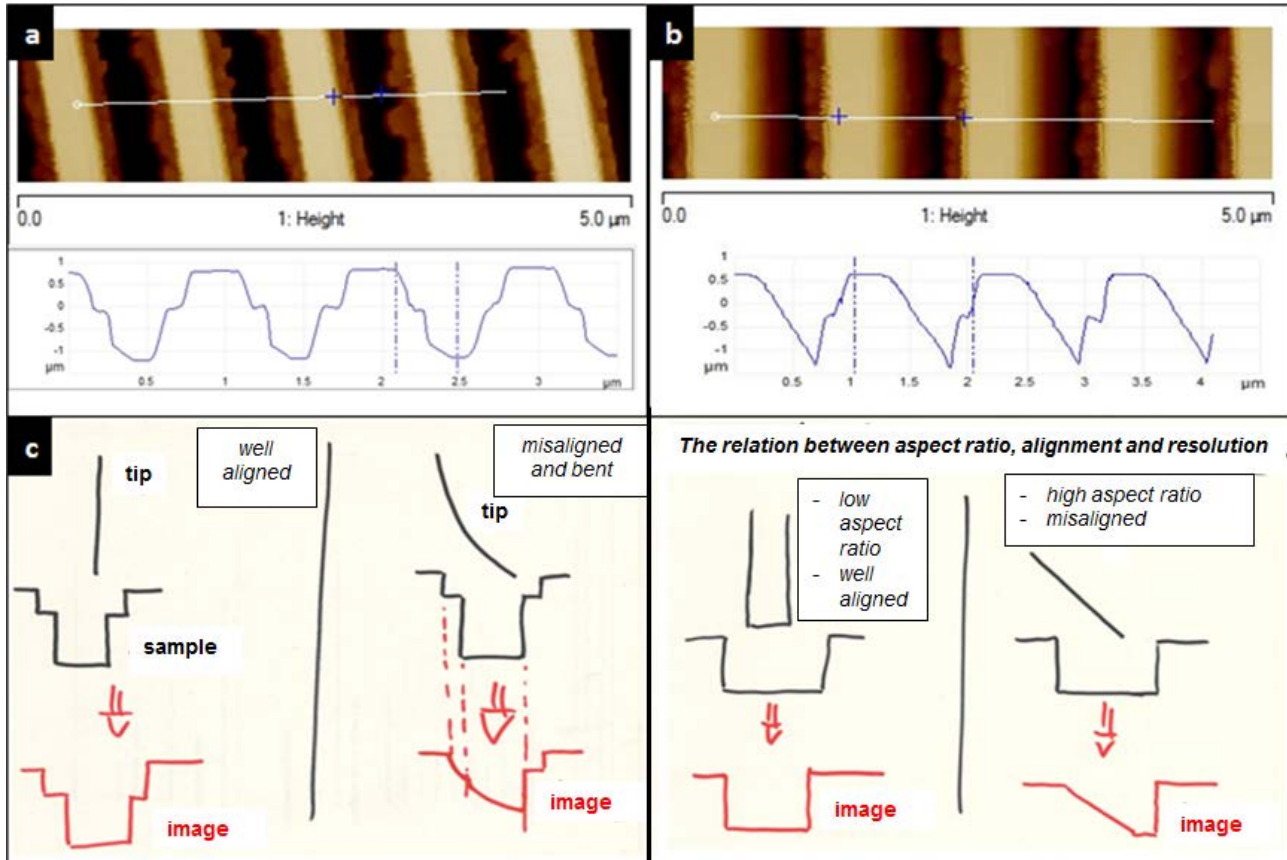 a
0.0 1: Height 5.0 µm
1
0.5
0
-0.5
-1
µm
0.5 1 1.5 2 2.5 3 µm
b
0.0 1: Height 5.0 µm
1
0.5
0
-0.5
-1
µm
0.5 1 1.5 2 2.5 3 3.5 4 µm
c
tip
well
aligned
misaligned
and bent
tip
sample
image
image
The relation between aspect ratio, alignment and resolution
- low
aspect
ratio
- well
aligned
- high aspect ratio
- misaligned
image
image